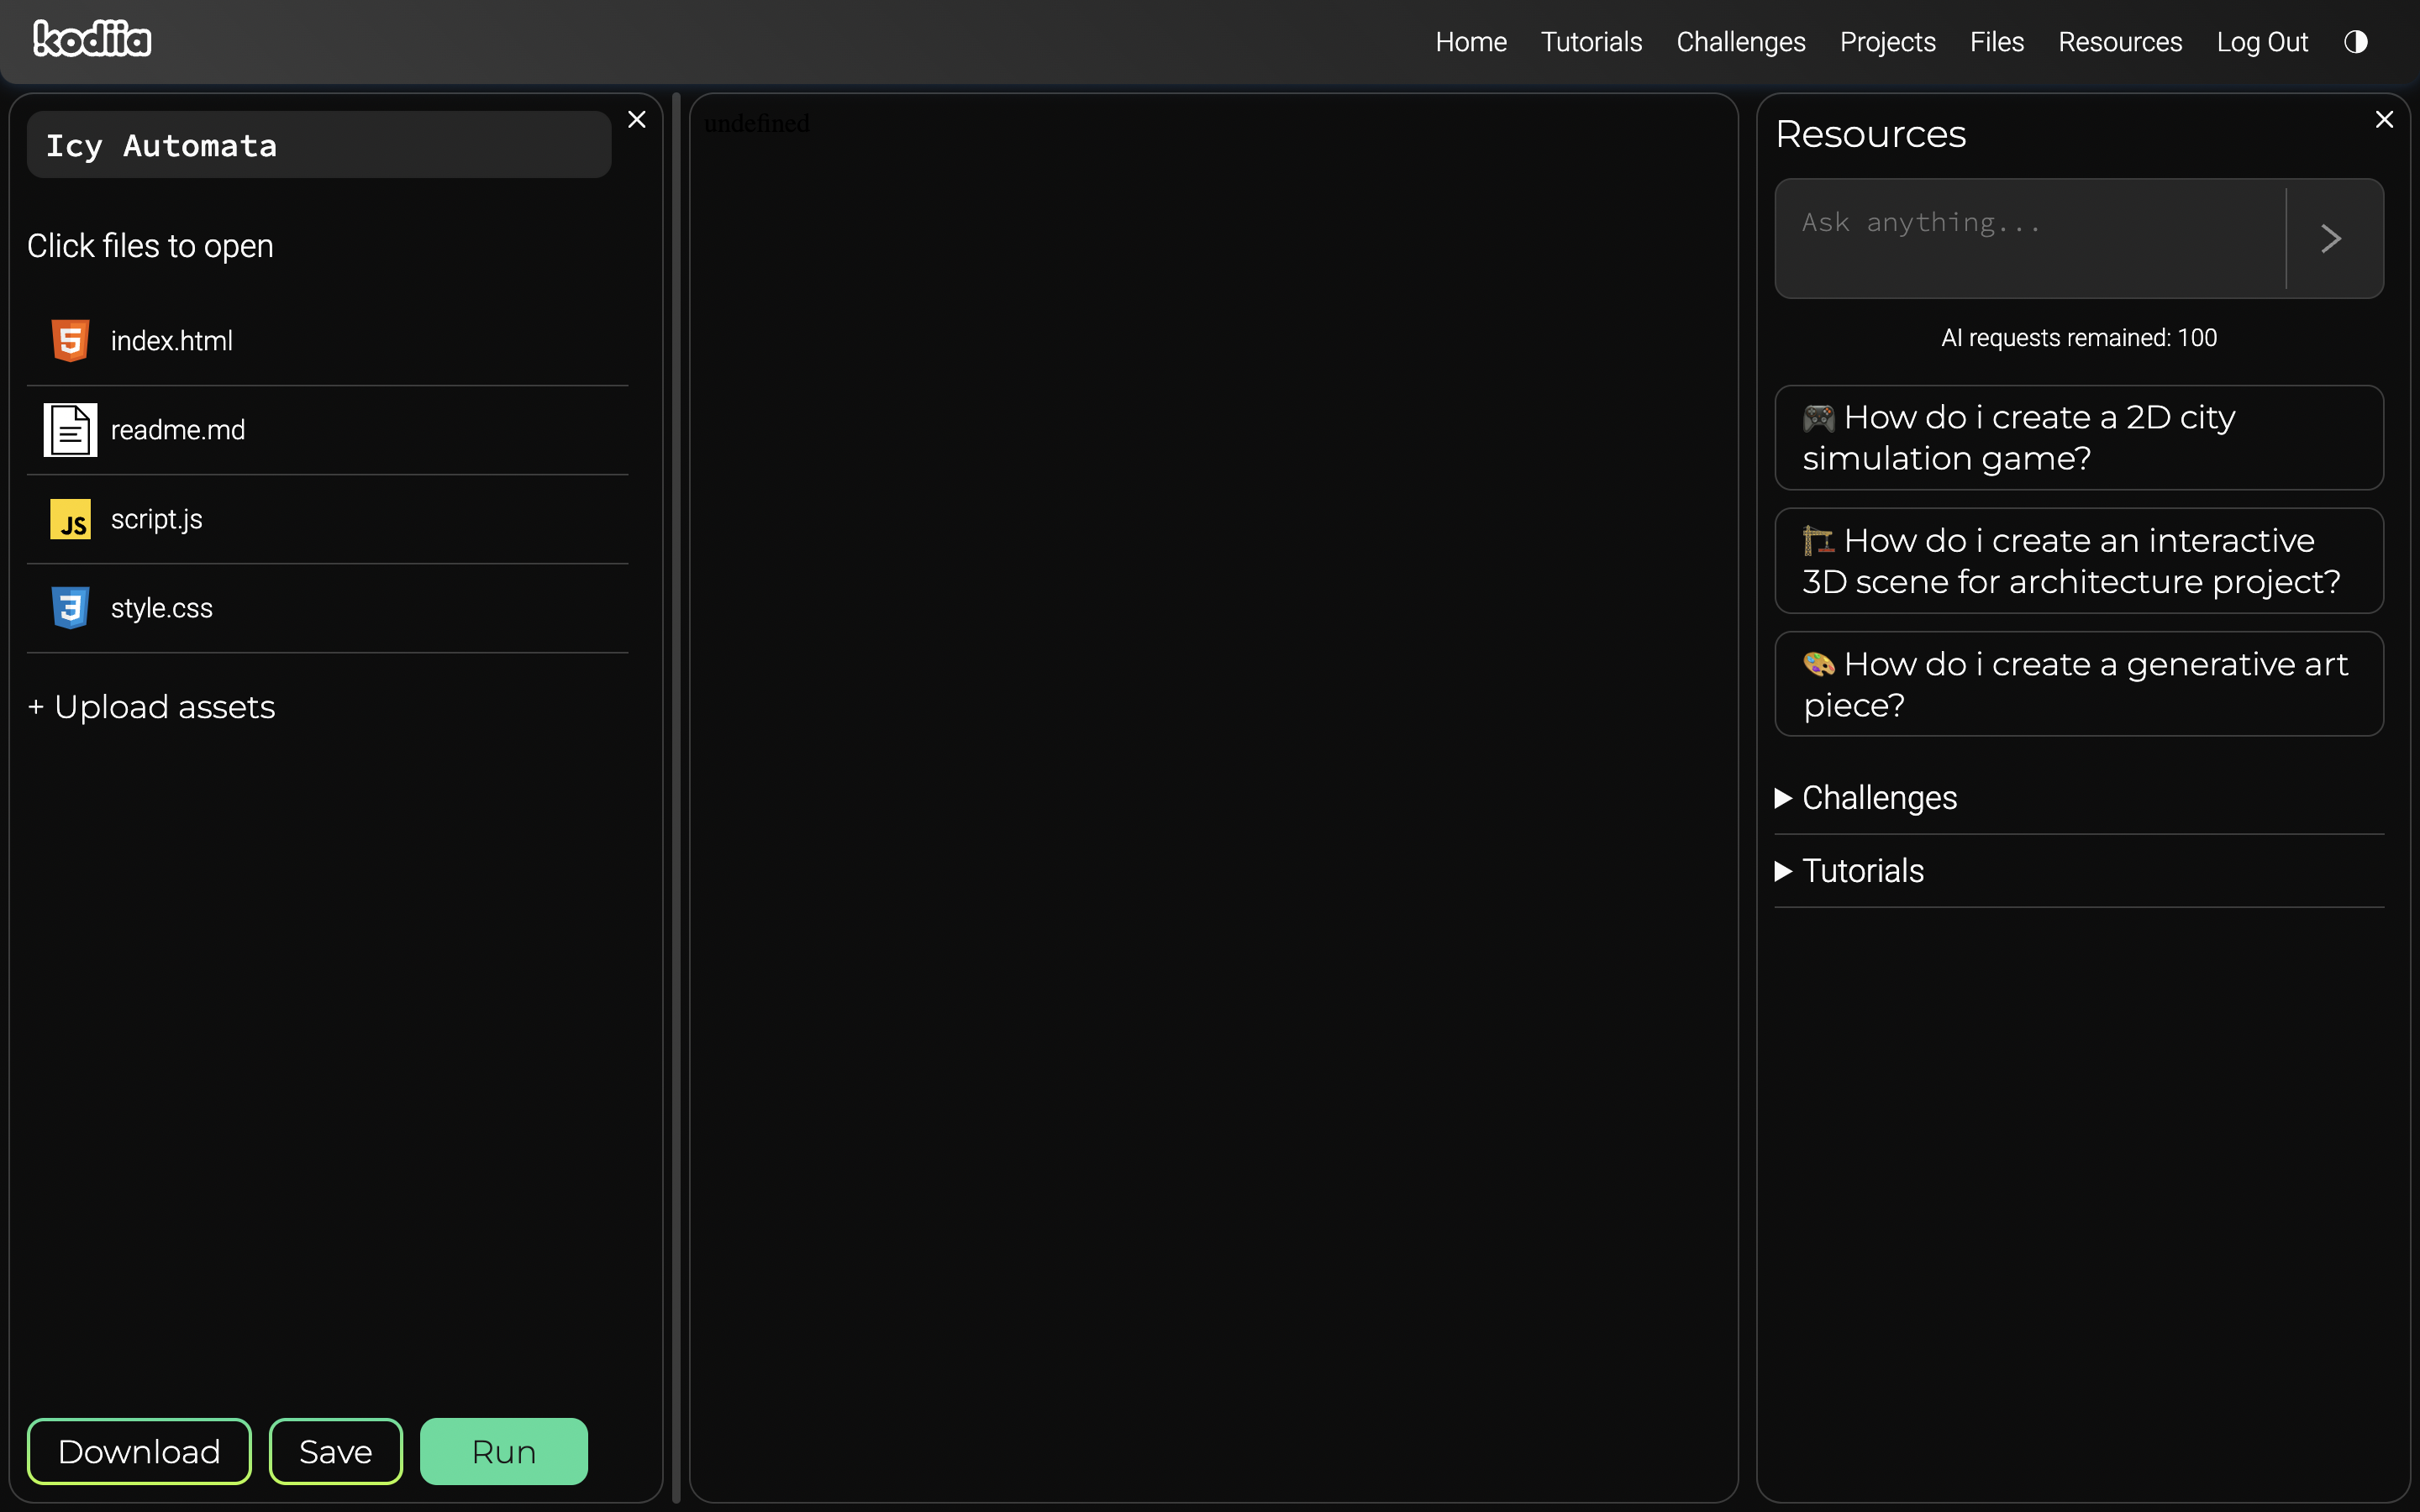 kodiia
Home Tutorials Challenges Projects Files Resources Log Out
Icy Automata
Click files to open
5 index.html
readme.md
JS script.js
3 style.css
+ Upload assets
Download Save Run
undefined
Resources
Ask anything...
AI requests remained: 100
How do i create a 2D city
simulation game?
How do i create an interactive
3D scene for architecture project?
How do i create a generative art
piece?
Challenges
Tutorials